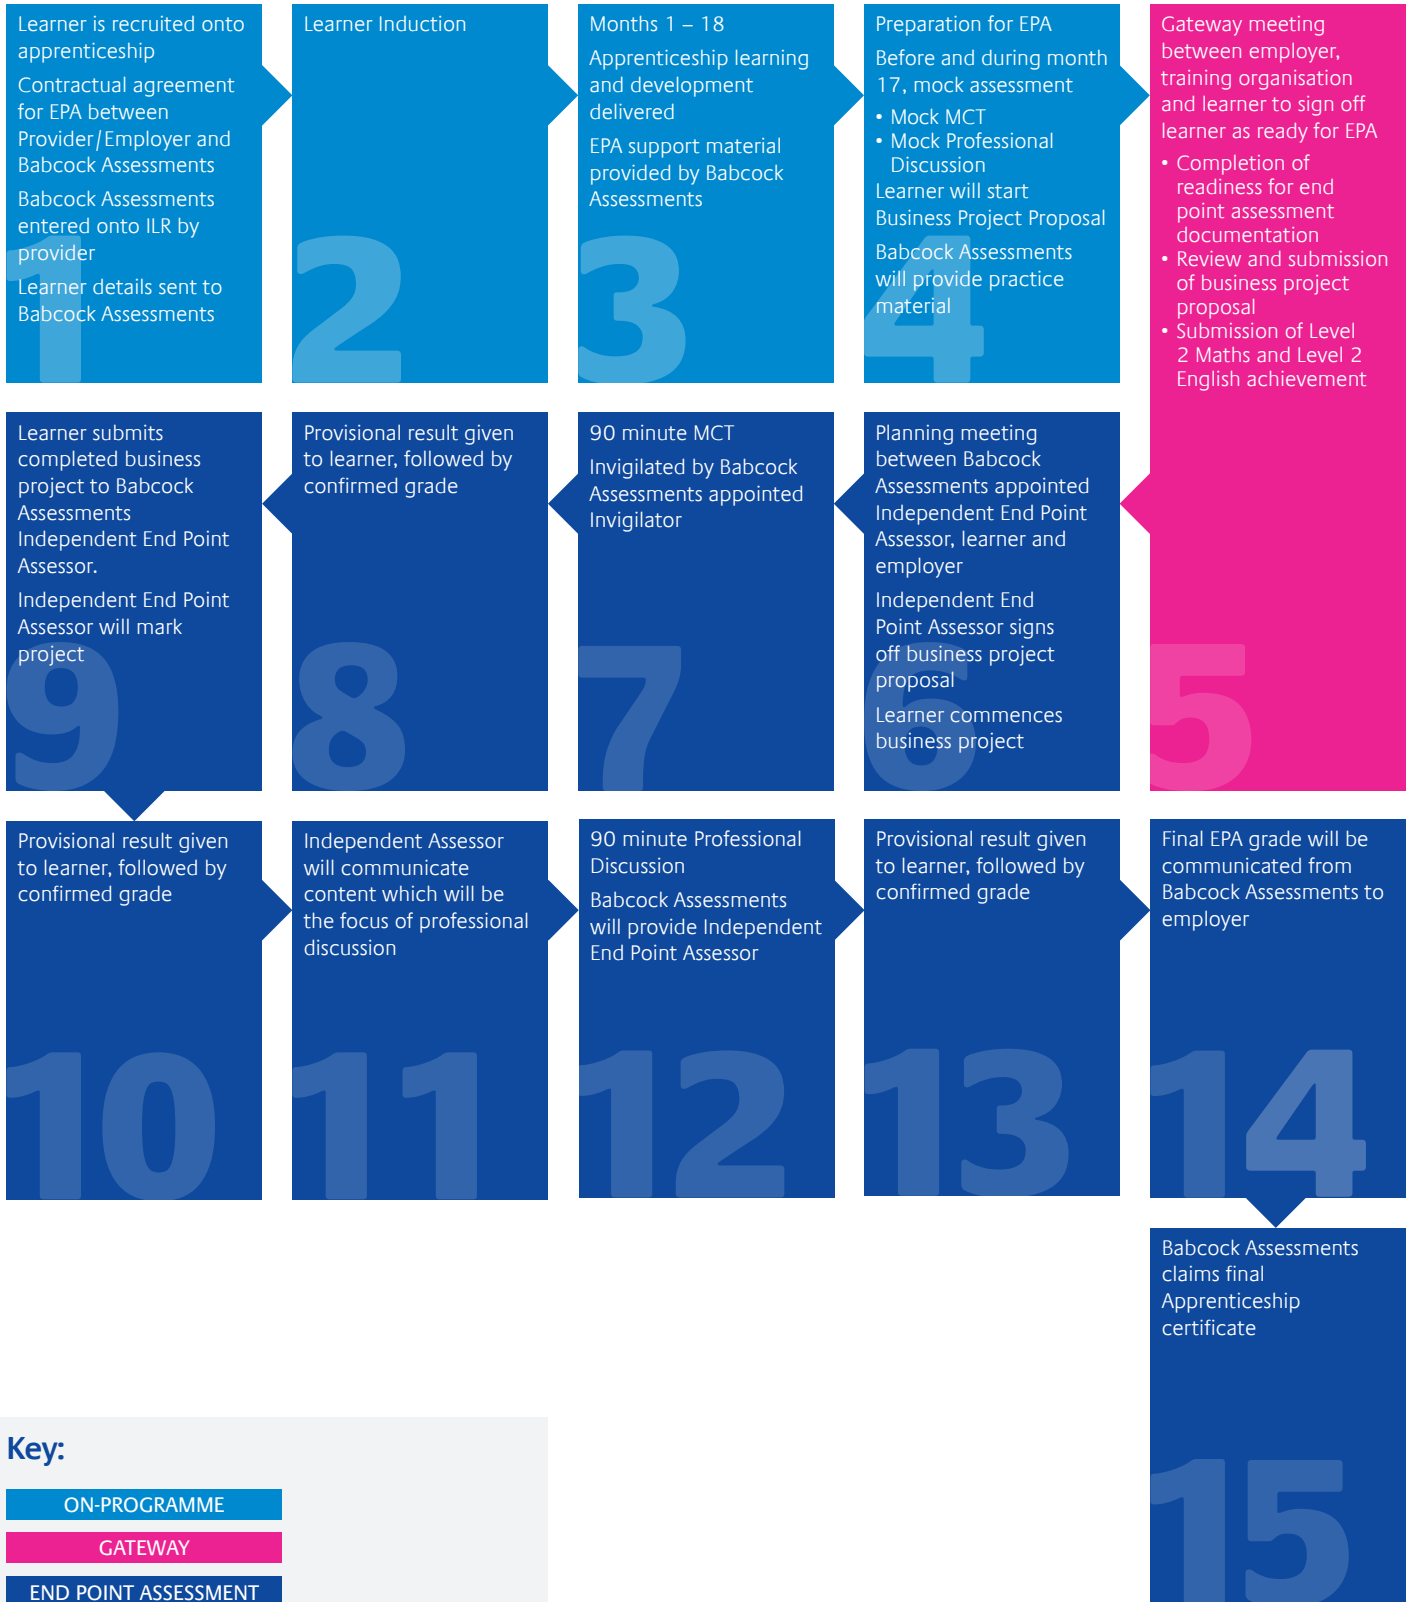 Learner is recruited onto
apprenticeship
Contractual agreement
for EPA between
Provider/Employer and
Babcock Assessments
Babcock Assessments
entered onto ILR by
provider
Learner details sent to
Babcock Assessments
1
Learner Induction
2
Months 1 – 18
Apprenticeship learning
and development
delivered
EPA support material
provided by Babcock
Assessments
3
Preparation for EPA
Before and during month
17, mock assessment
• Mock MCT
• Mock Professional
Discussion
Learner will start
Business Project Proposal
Babcock Assessments
will provide practice
material
4
Gateway meeting
between employer,
training organisation
and learner to sign off
learner as ready for EPA
• Completion of
readiness for end
point assessment
documentation
• Review and submission
of business project
proposal
• Submission of Level
2 Maths and Level 2
English achievement
5
Planning meeting
between Babcock
Assessments appointed
Independent End Point
Assessor, learner and
employer
Independent End
Point Assessor signs
off business project
proposal
Learner commences
business project
6
90 minute MCT
Invigilated by Babcock
Assessments appointed
Invigilator
7
Provisional result given
to learner, followed by
confirmed grade
8
Learner submits
completed business
project to Babcock
Assessments
Independent End Point
Assessor.
Independent End Point
Assessor will mark
project
9
Provisional result given
to learner, followed by
confirmed grade
10
Independent Assessor
will communicate
content which will be
the focus of professional
discussion
11
90 minute Professional
Discussion
Babcock Assessments
will provide Independent
End Point Assessor
12
Provisional result given
to learner, followed by
confirmed grade
13
Final EPA grade will be
communicated from
Babcock Assessments to
employer
14
Babcock Assessments
claims final
Apprenticeship
certificate
15
Key:
ON-PROGRAMME
GATEWAY
END POINT ASSESSMENT